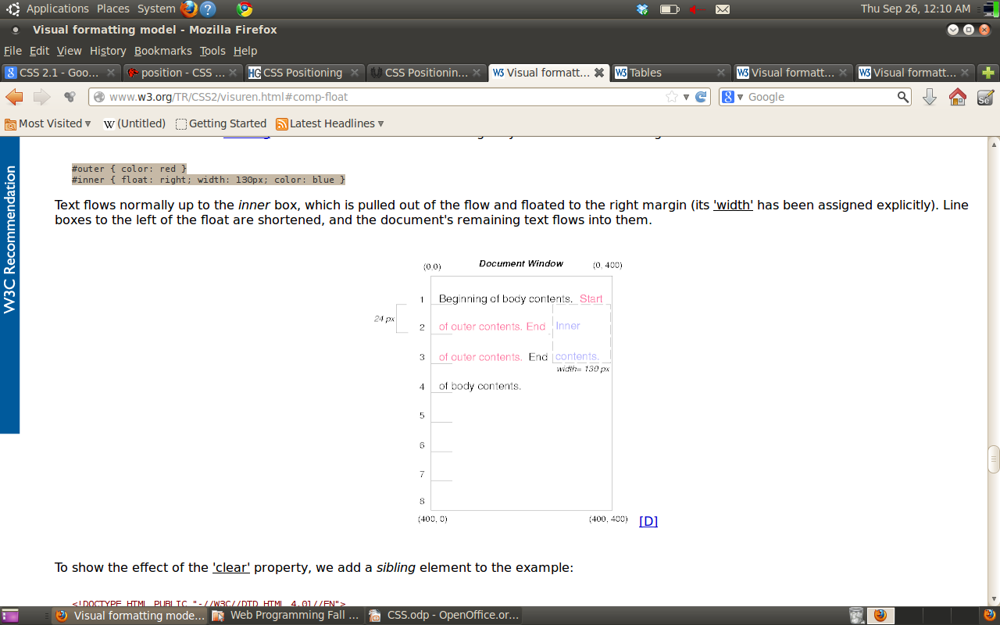 Applications Places System Thu Sep 26, 12:10 AM
Visual formatting model - Mozilla Firefox
File Edit View History Bookmarks Tools Help
CSS 2.1 - Goo... position - CSS ... CSS Positioning CSS Positionin... Visual formatt... Tables Visual formatt... Visual formatt...
www.w3.org/TR/CSS2/visuren.html#comp-float Google
Most Visited (Untitled) Getting Started Latest Headlines
W3C Recommendation
#outer { color: red }
#inner { float: right; width: 130px; color: blue }
Text flows normally up to the inner box, which is pulled out of the flow and floated to the right margin (its 'width' has been assigned explicitly). Line
boxes to the left of the float are shortened, and the document's remaining text flows into them.
(0,0) Document Window (0, 400)
1 Beginning of body contents. Start
24 px
2 of outer contents. End Inner
3 of outer contents. End contents.
width= 130 px
4 of body contents.
5
6
7
8
(400, 0) (400, 400) [D]
To show the effect of the 'clear' property, we add a sibling element to the example:
<!DOCTYPE HTML PUBLIC "-//W3C//DTD HTML 4.01//EN">
Visual formatting mode... Web Programming Fall ... CSS.odp - OpenOffice.or...